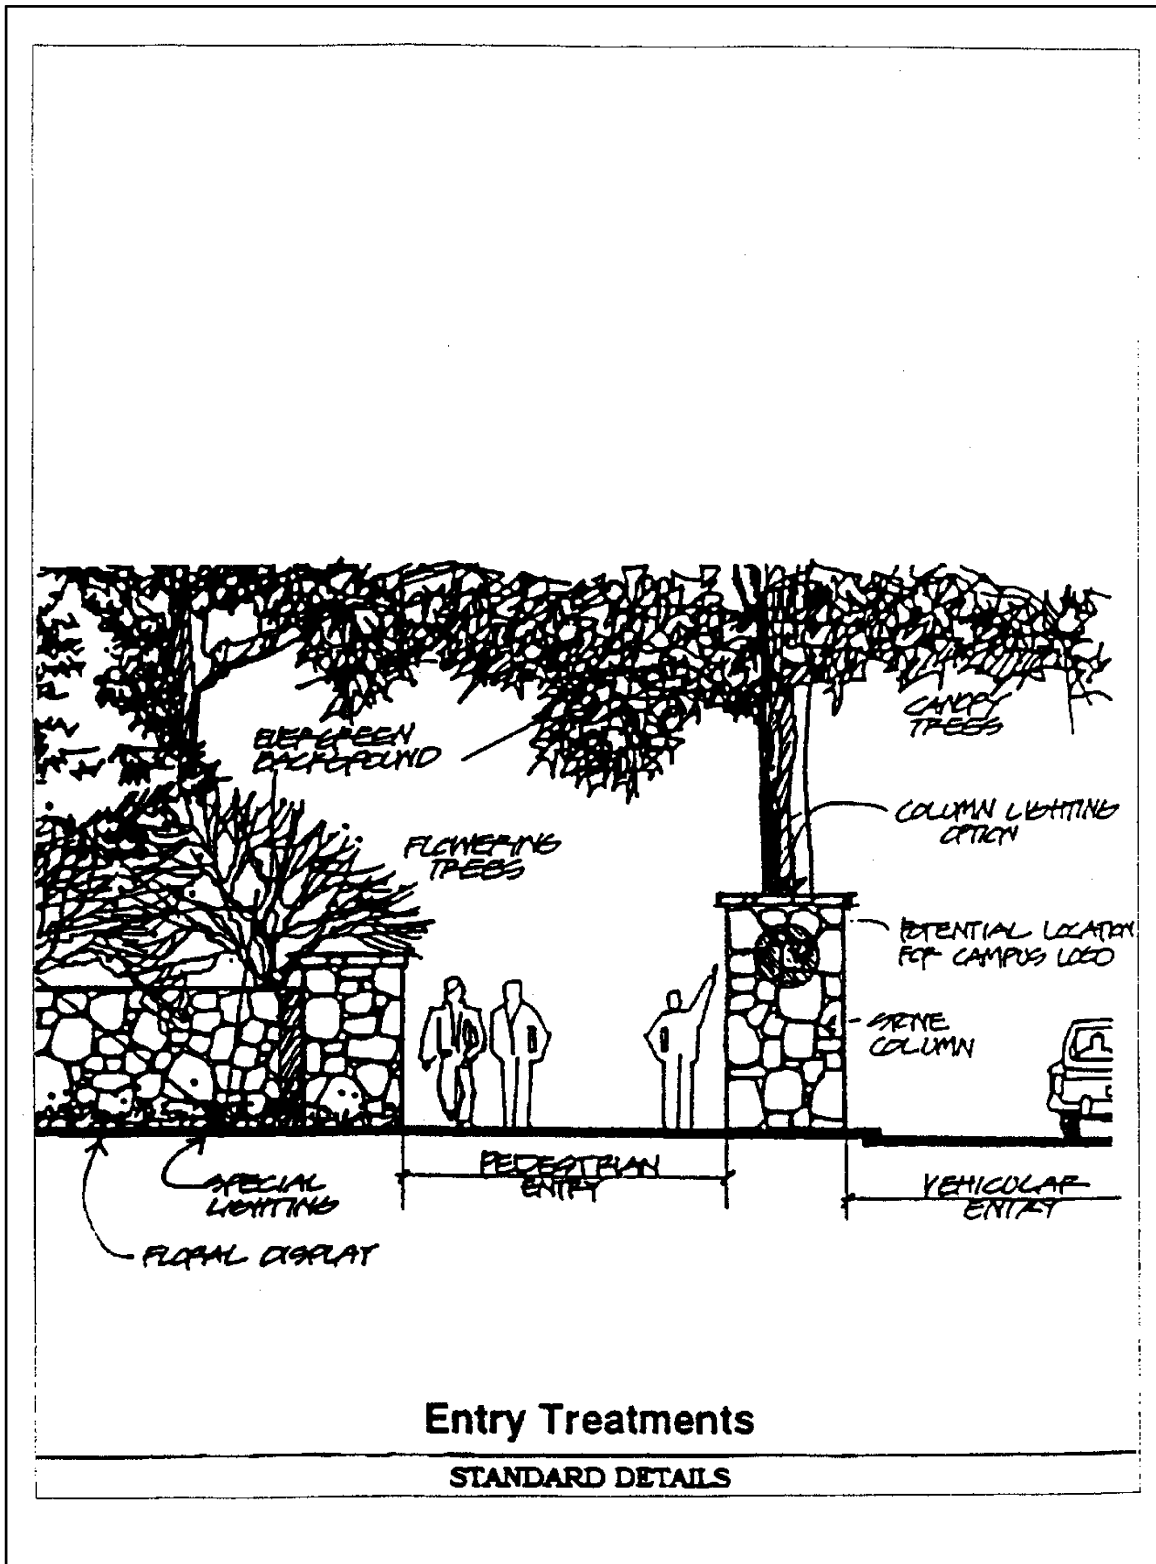 CANOPY
TREES
EVERGREEN
BACKGROUND
COLUMN LIGHTING
OPTION
FLOWERING
TREES
POTENTIAL LOCATION
FOR CAMPUS LOGO
STONE
COLUMN
PEDESTRIAN
ENTRY
SPECIAL
LIGHTING
VEHICULAR
ENTRY
FLORAL DISPLAY
Entry Treatments
STANDARD DETAILS